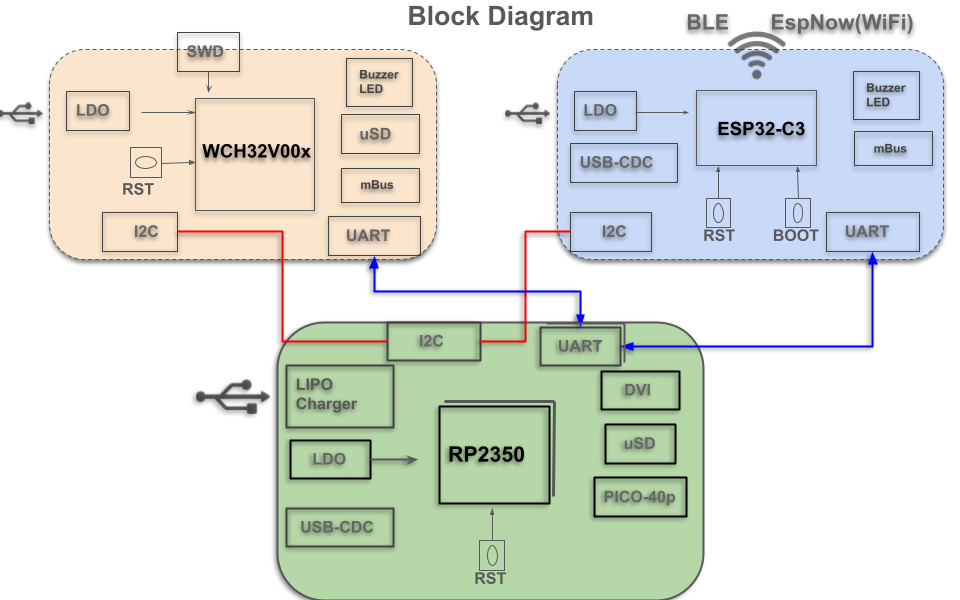 Block Diagram
BLE
EspNow(WiFi)
SWD
Buzzer
LED
LDO
uSD
WCH32V00x
mBus
RST
I2C
UART
Buzzer
LED
LDO
ESP32-C3
mBus
USB-CDC
RST
BOOT
I2C
UART
I2C
UART
LIPO
Charger
DVI
LDO
RP2350
uSD
PICO-40p
USB-CDC
RST